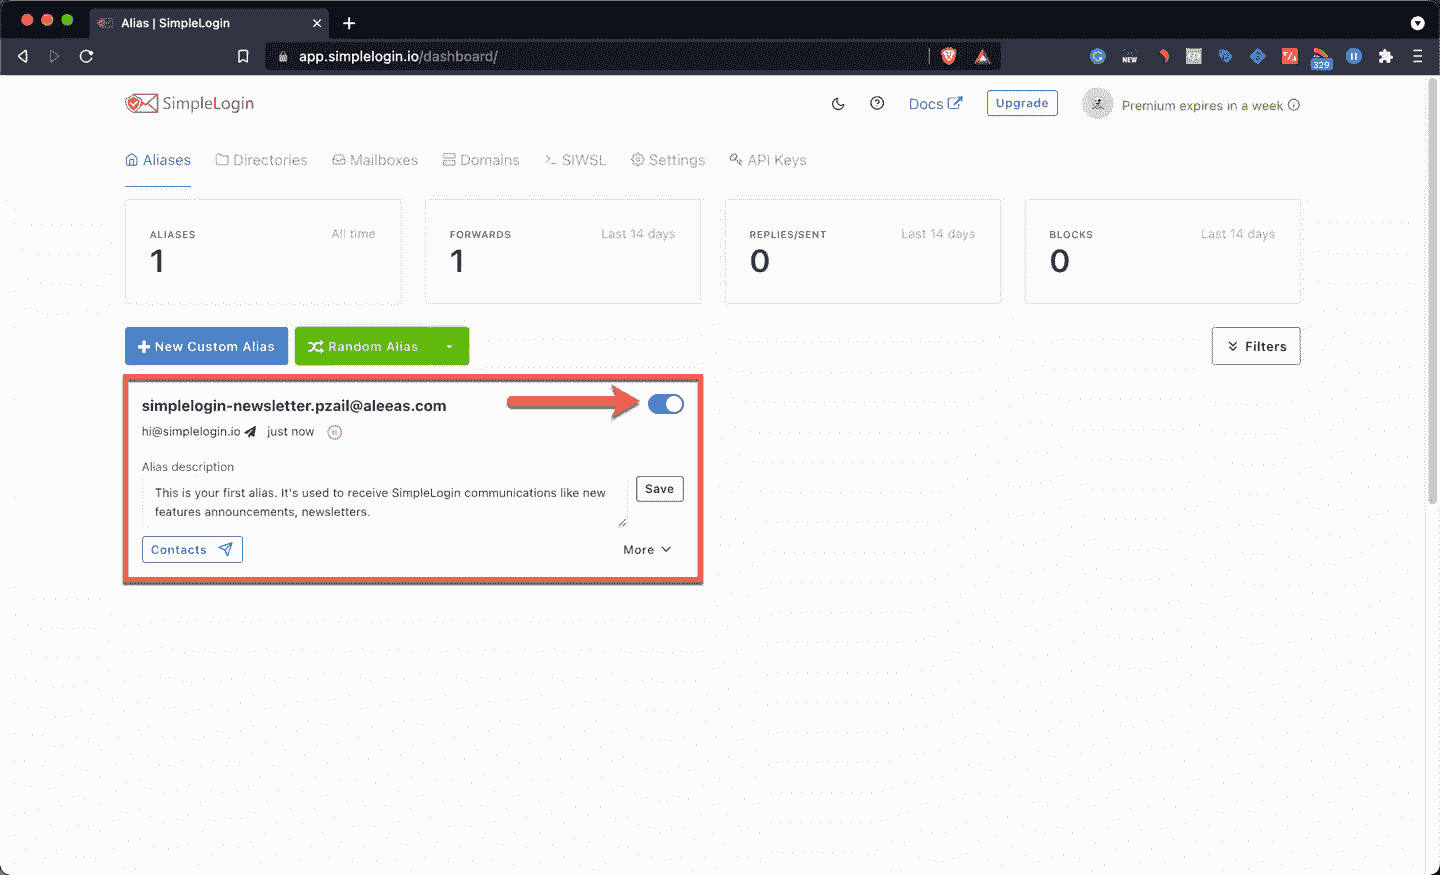 Alias | SimpleLogin
app.simplelogin.io/dashboard/
NEW
329
SimpleLogin
Docs
Upgrade
Premium expires in a week
Aliases
Directories
Mailboxes
Domains
SIWSL
Settings
API Keys
ALIASES
All time
1
FORWARDS
Last 14 days
1
REPLIES/SENT
Last 14 days
0
BLOCKS
Last 14 days
0
New Custom Alias
Random Alias
Filters
simplelogin-newsletter.pzail@aleeas.com
hi@simplelogin.io just now
Alias description
This is your first alias. It's used to receive SimpleLogin communications like new
features announcements, newsletters.
Save
Contacts
More